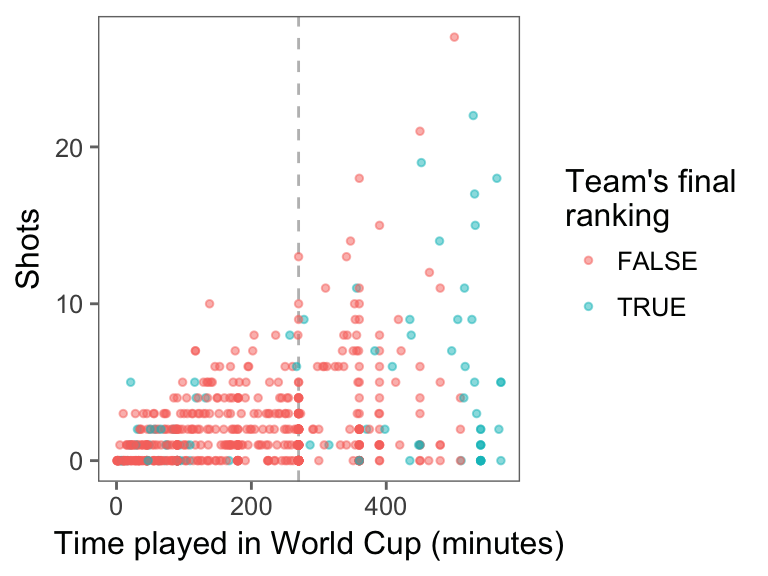 20
10
0
Shots
0 200 400
Time played in World Cup (minutes)
Team's final
ranking
FALSE
TRUE